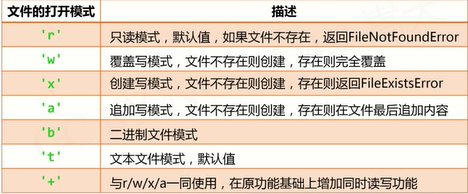 文件的打开模式 描述
'r' 只读模式，默认值，如果文件不存在，返回FileNotFoundError
'w' 覆盖写模式，文件不存在则创建，存在则完全覆盖
'x' 创建写模式，文件不存在则创建，存在则返回FileExistsError
'a' 追加写模式，文件不存在则创建，存在则在文件最后追加内容
'b' 二进制文件模式
't' 文本文件模式，默认值
'+' 与r/w/x/a一同使用，在原功能基础上增加同时读写功能